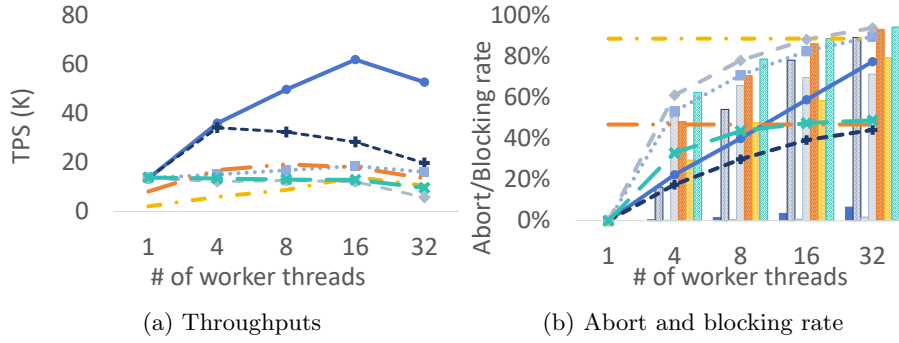 80
60
40
20
0
TPS (K)
1 4 8 16 32
# of worker threads
(a) Throughputs
100%
80%
60%
40%
20%
0%
Abort/Blocking rate
1 4 8 16 32
# of worker threads
(b) Abort and blocking rate